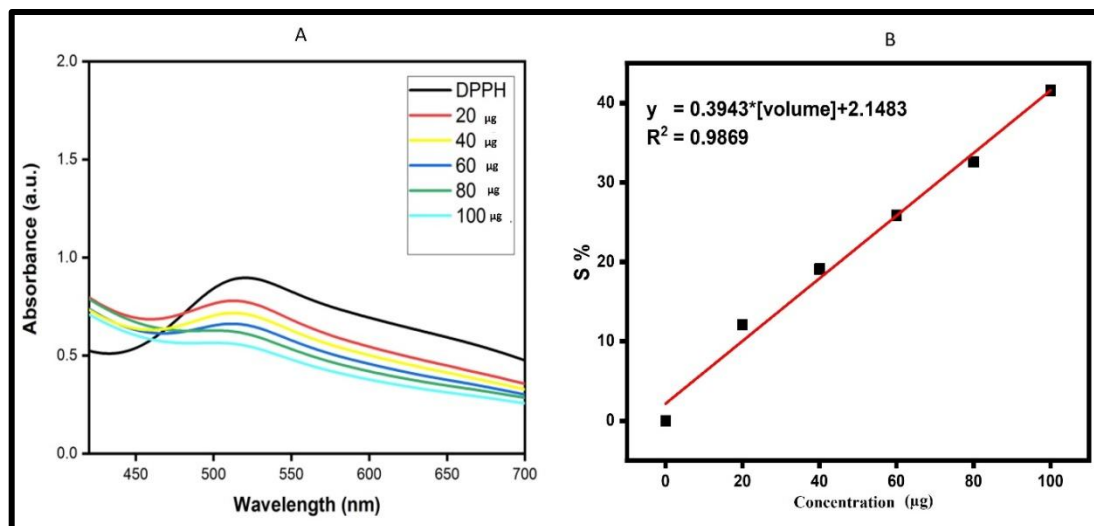 A
2.0
1.5
1.0
0.5
0.0
Absorbance (a.u.)
DPPH
20 µg
40 µg
60 µg
80 µg
100 µg
450 500 550 600 650 700
Wavelength (nm)
B
y = 0.3943*[volume]+2.1483
R² = 0.9869
40
30
20
10
0
S %
0 20 40 60 80 100
Concentration (µg)